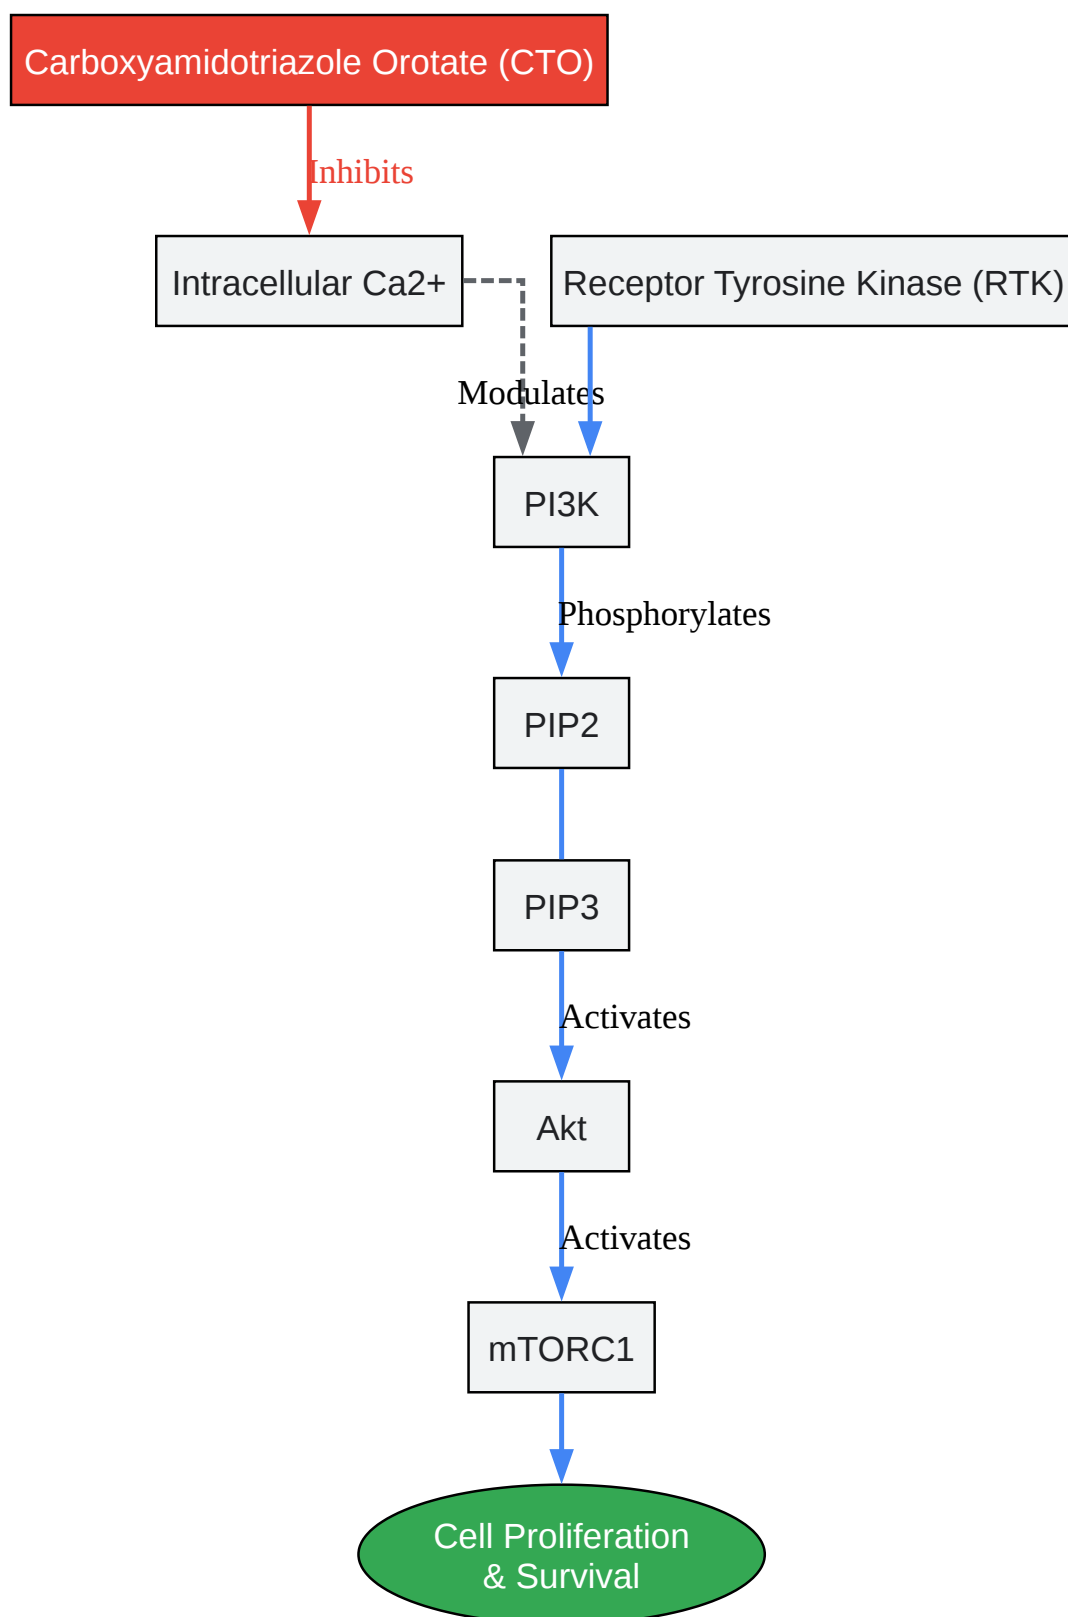 Carboxyamidotriazole Orotate (CTO)
Inhibits
Intracellular Ca2+
Receptor Tyrosine Kinase (RTK)
Modulates
PI3K
Phosphorylates
PIP2
PIP3
Activates
Akt
Activates
mTORC1
Cell Proliferation
& Survival